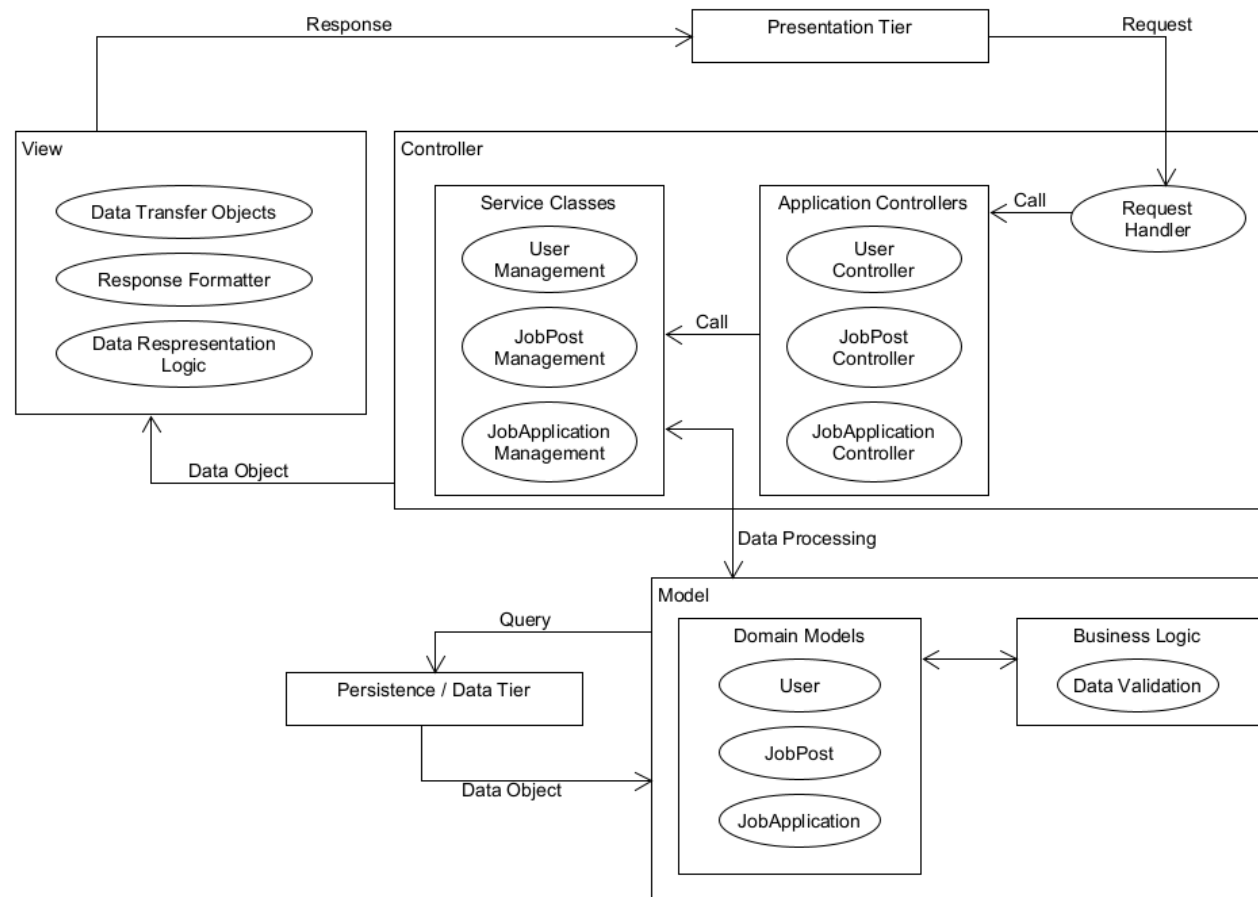 Response
Presentation Tier
Request
View
Data Transfer Objects
Response Formatter
Data Respresentation
Logic
Controller
Service Classes
User
Management
JobPost
Management
JobApplication
Management
Call
Application Controllers
User
Controller
JobPost
Controller
JobApplication
Controller
Call
Request
Handler
Data Object
Data Processing
Model
Query
Persistence / Data Tier
Data Object
Domain Models
User
JobPost
JobApplication
Business Logic
Data Validation